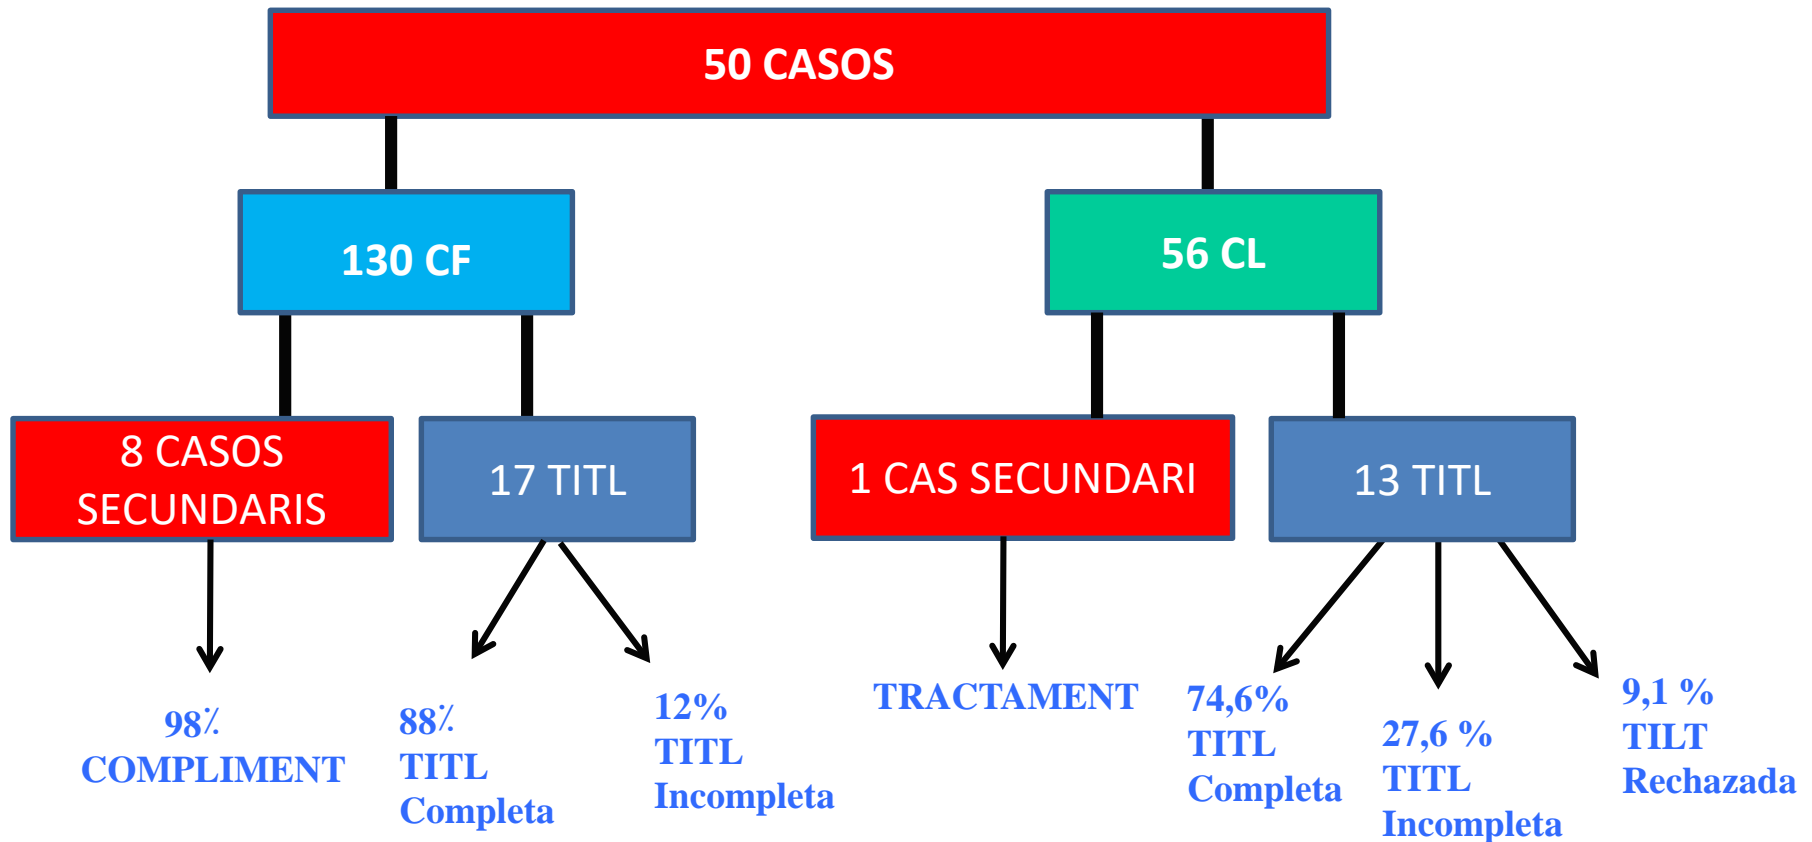 50 CASOS
130 CF
56 CL
8 CASOS
SECUNDARIS
17 TITL
1 CAS SECUNDARI
13 TITL
98٪
COMPLIMENT
88٪
TITL
Completa
12%
TITL
Incompleta
TRACTAMENT
74,6%
TITL
Completa
27,6 %
TITL
Incompleta
9,1 %
TILT
Rechazada